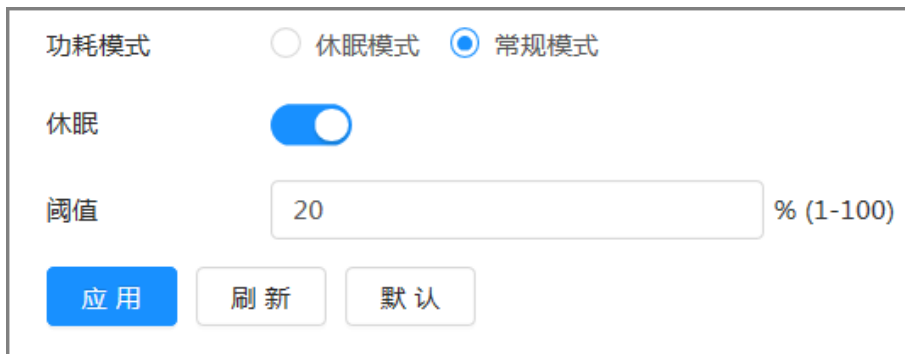 功耗模式 休眠模式 常规模式
休眠
阈值 20 % (1-100)
应 用 刷 新 默 认